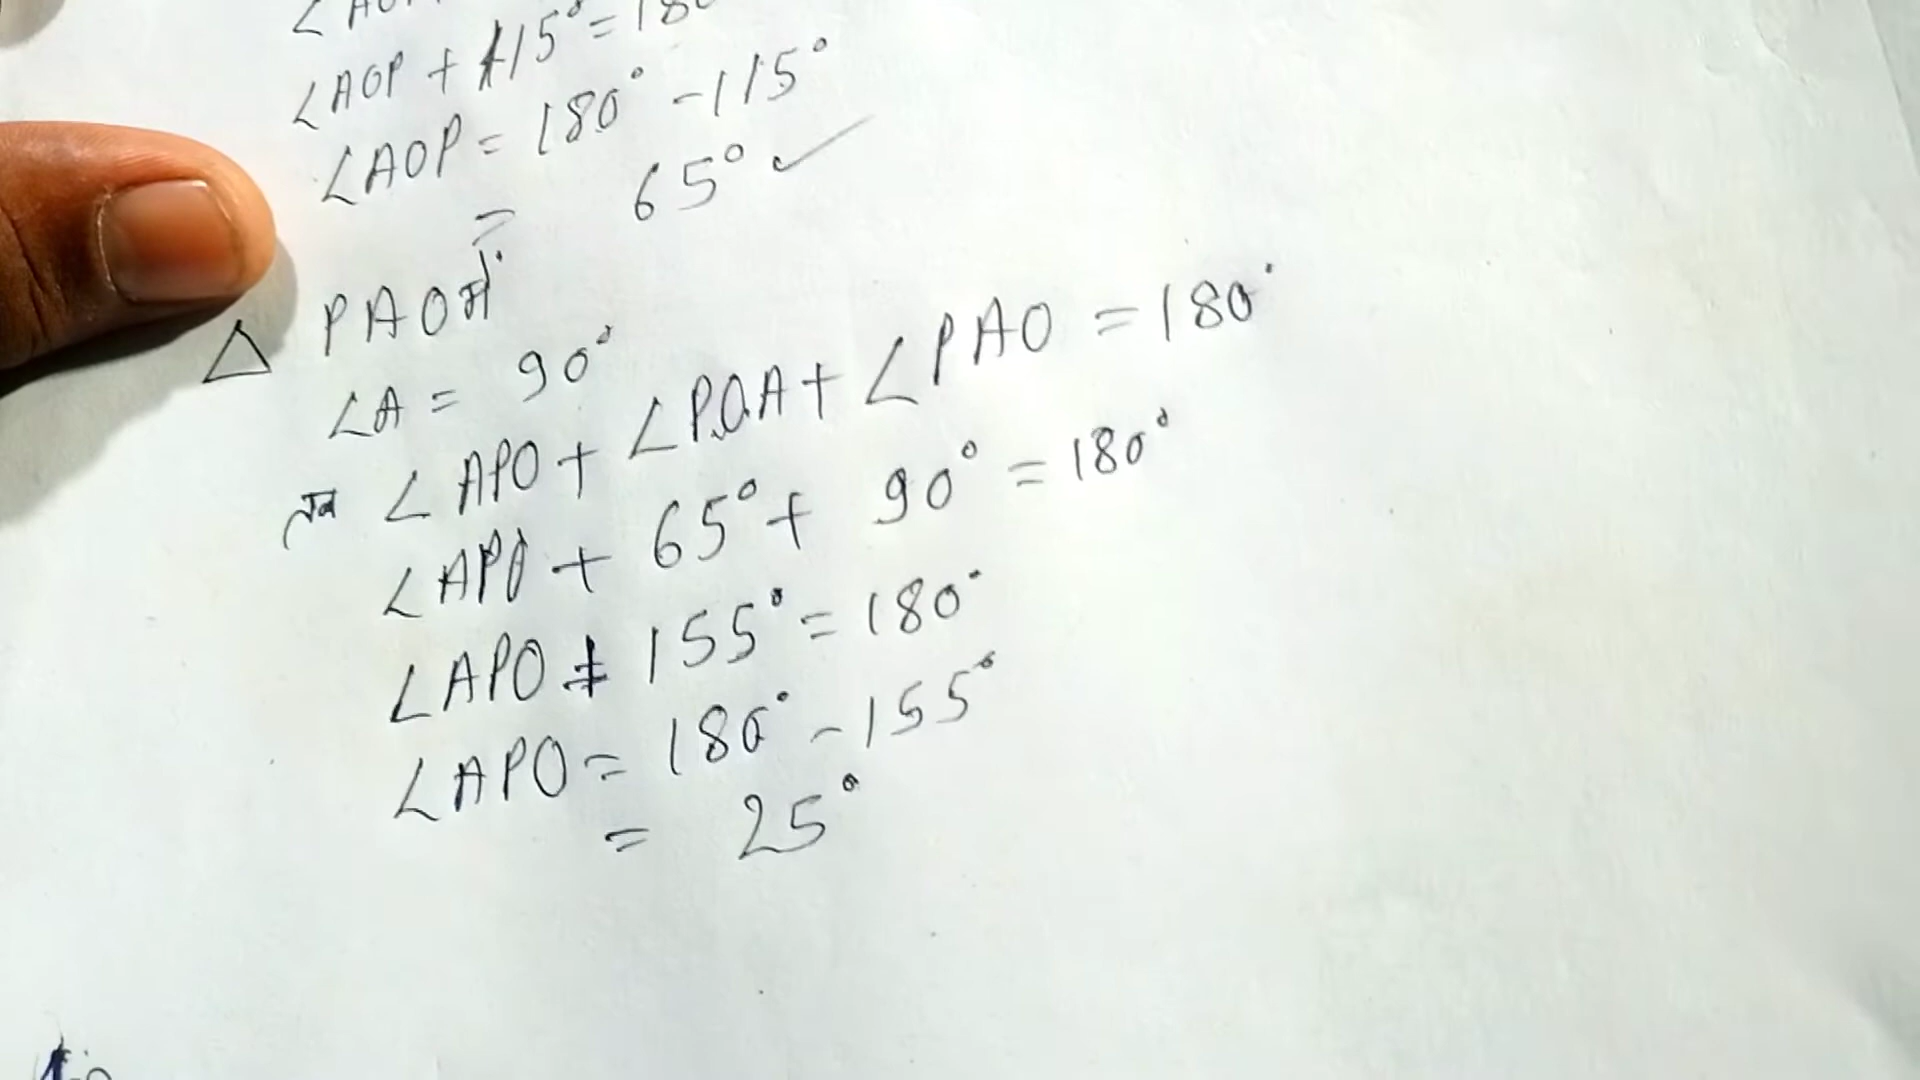 ∠AOP + 115° = 180
∠AOP = 180° - 115°
= 65° ✓
△ PAO में
∠A = 90°
∠APO + ∠POA + ∠PAO = 180°
∠APO + 65° + 90° = 180°
∠APO + 155° = 180°
∠APO = 180° - 155°
= 25°